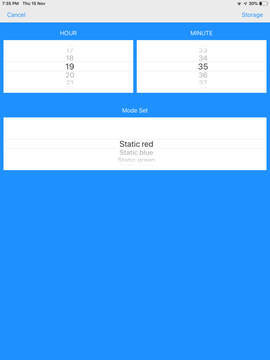 7:35 PM Thu 15 Nov 20%
Cancel Storage
HOUR MINUTE
17 33
18 34
19 35
20 36
21 37
Mode Set
Static red
Static blue
Static green